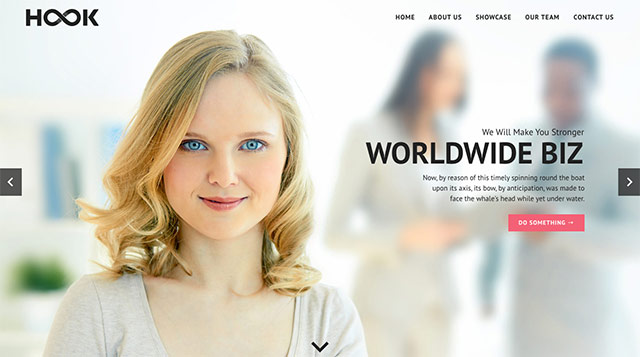 HOOK
HOME ABOUT US SHOWCASE OUR TEAM CONTACT US
We Will Make You Stronger
WORLDWIDE BIZ
Now, by reason of this timely spinning round the boat
upon its axis, its bow, by anticipation, was made to
face the whale's head while yet under water.
DO SOMETHING →